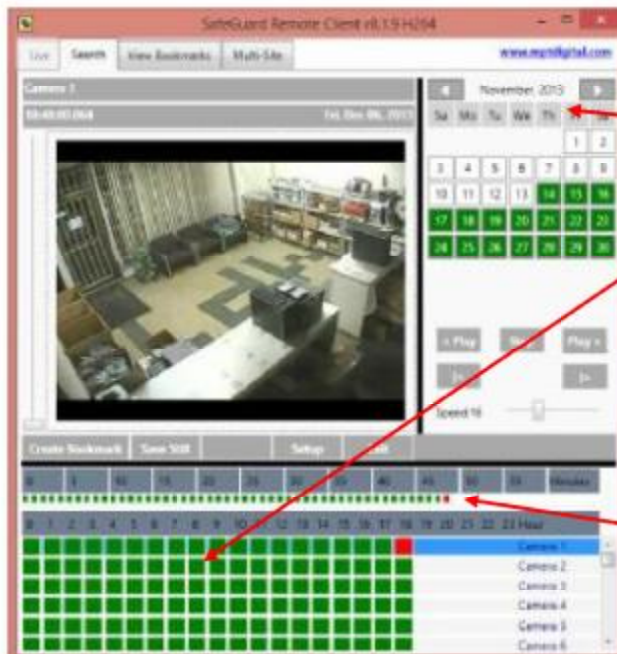 SafeGuard Remote Client v8.1.9 H264
Live Search View Bookmarks Multi-Site
Camera 1
Fri, Dec 06, 2013
November, 2013
Su Mo Tu We Th Fr Sa
1 2
3 4 5 6 7 8 9
10 11 12 13 14 15 16
17 18 19 20 21 22 23
24 25 26 27 28 29 30
< Play Stop Play >
Speed
Create Bookmark Save Still Setup Exit
0 5 10 15 20 25 30 35 40 45 50 55 Minutes
0 1 2 3 4 5 6 7 8 9 10 11 12 13 14 15 16 17 18 19 20 21 22 23 Hour
Camera 1
Camera 2
Camera 3
Camera 4
Camera 5
Camera 6